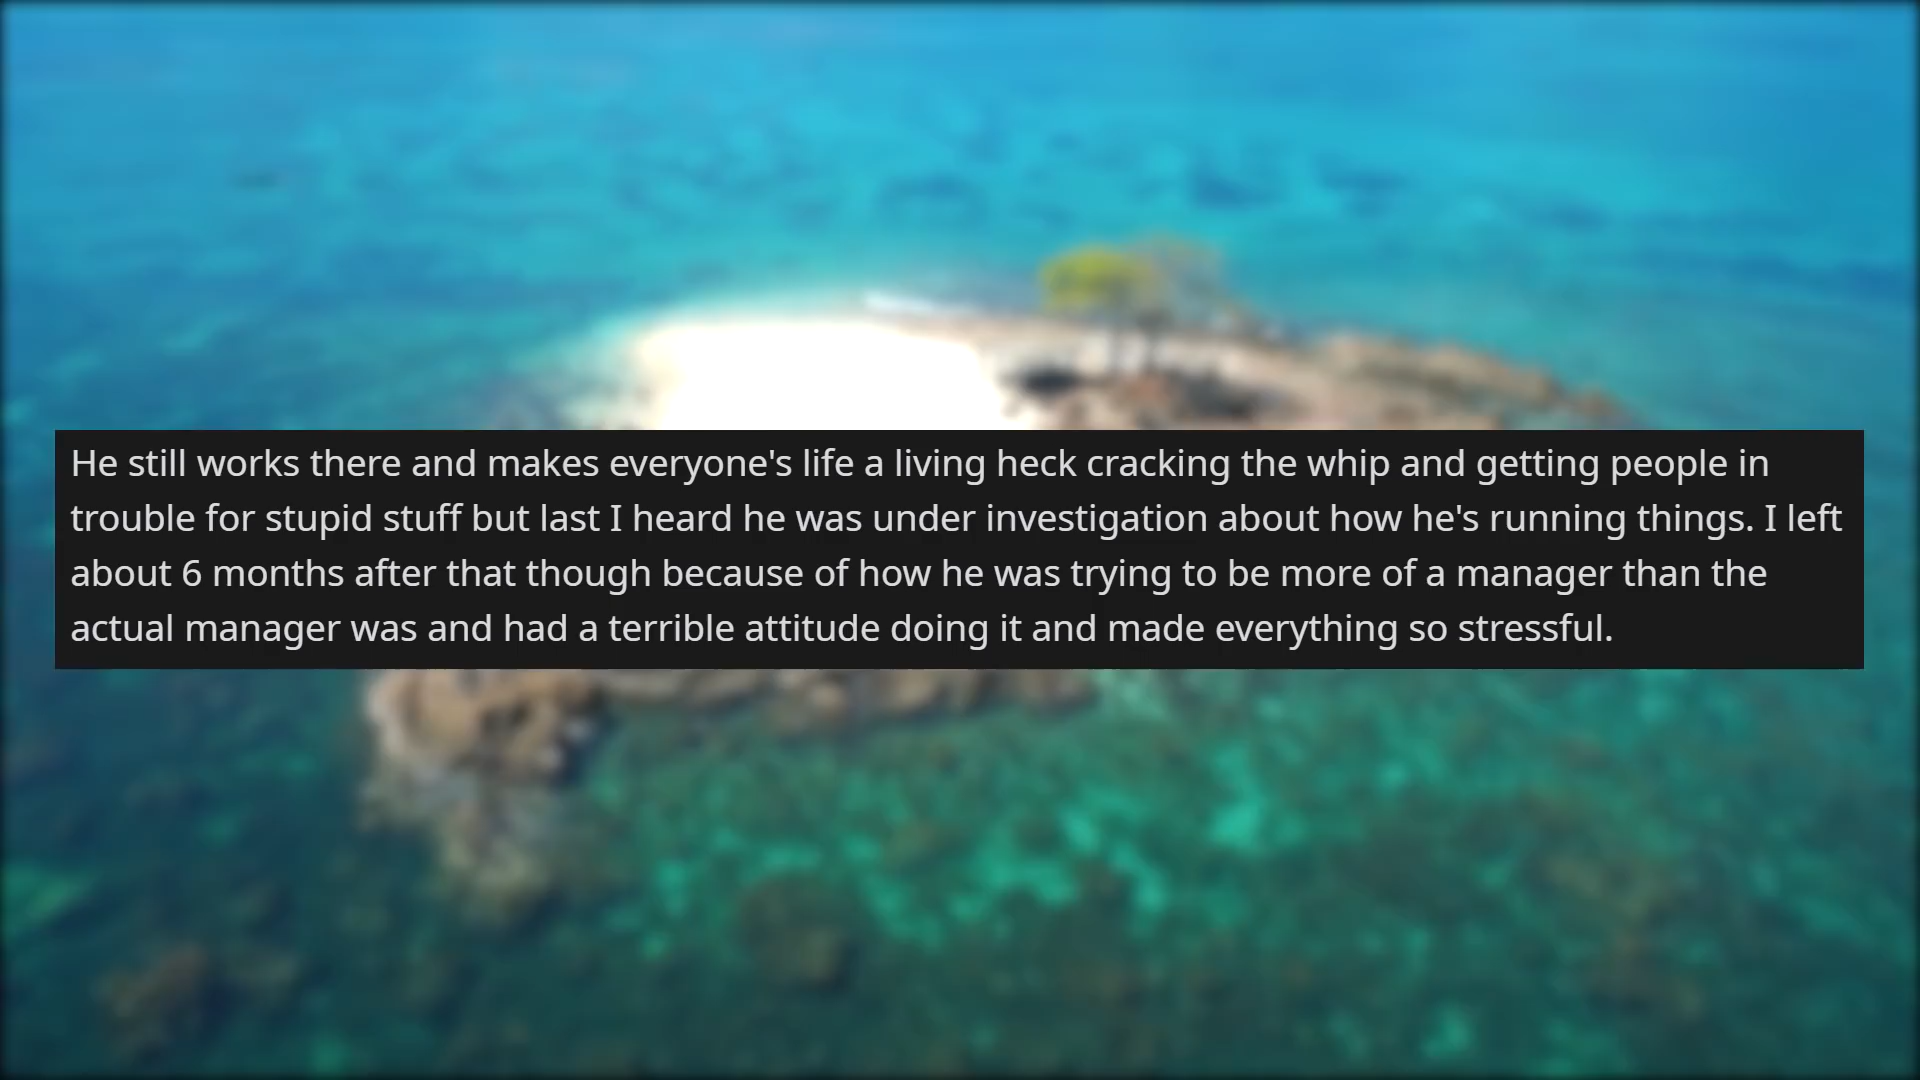 He still works there and makes everyone's life a living heck cracking the whip and getting people in
trouble for stupid stuff but last I heard he was under investigation about how he's running things. I left
about 6 months after that though because of how he was trying to be more of a manager than the
actual manager was and had a terrible attitude doing it and made everything so stressful.